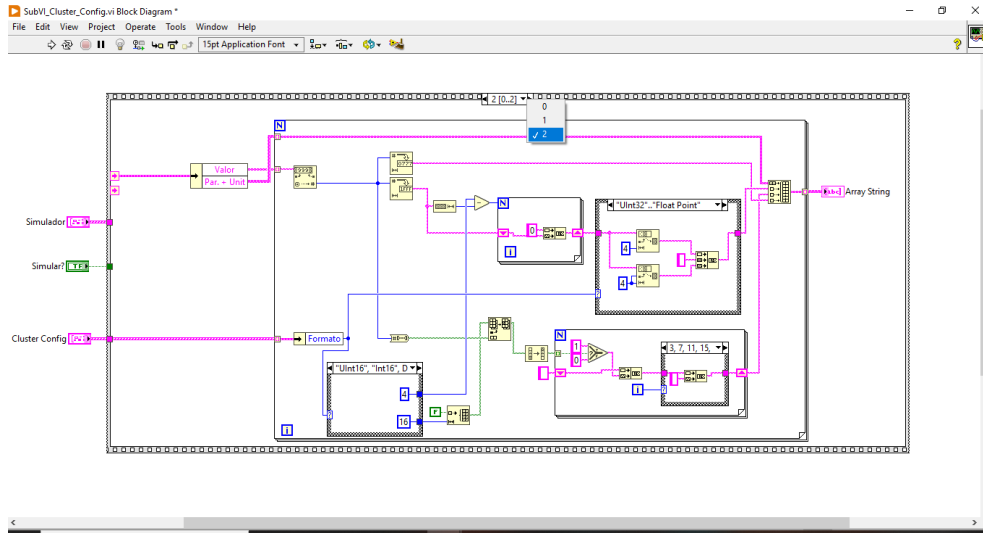 SubVI_Cluster_Config.vi Block Diagram *
File Edit View Project Operate Tools Window Help
15pt Application Font
2 [0..2]
0
1
2
N
Valor
Par. + Unit
Array String
Simulador
Simular? TF
Cluster Config
N
0
i
"UInt32".."Float Point"
4
4
Formato
"UInt16", "Int16", D
4
16
F
i
N
1
0
3, 7, 11, 15,
i